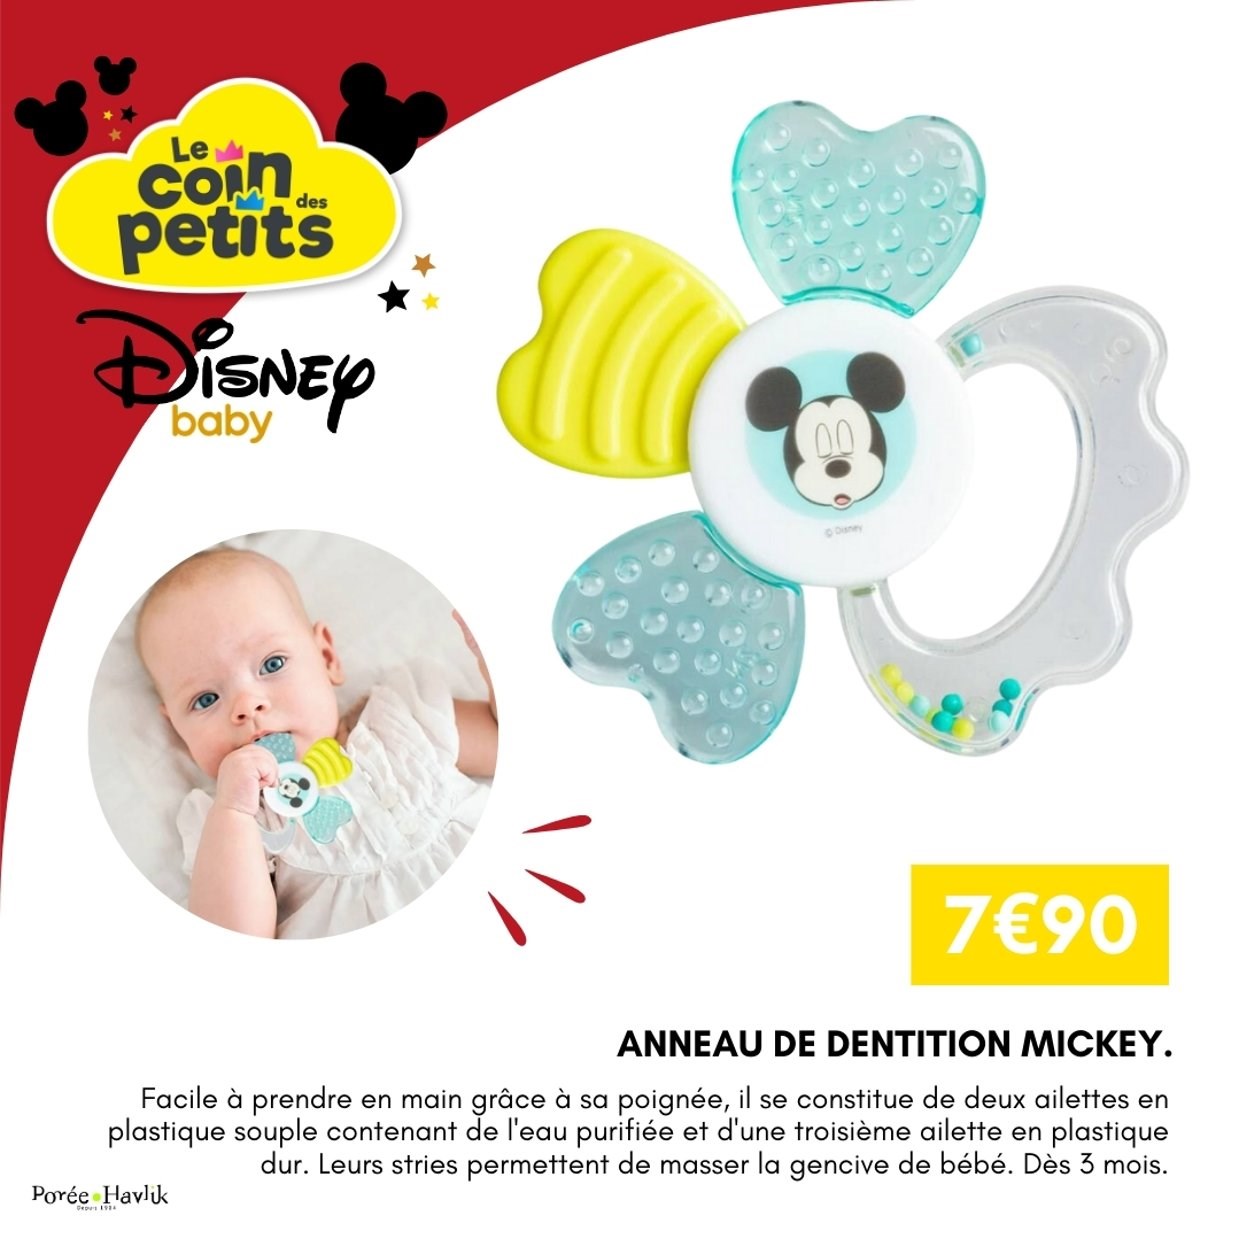 Le
coin
des
petits
Disney
baby
© Disney
7€90
ANNEAU DE DENTITION MICKEY.
Facile à prendre en main grâce à sa poignée, il se constitue de deux ailettes en
plastique souple contenant de l'eau purifiée et d'une troisième ailette en plastique
dur. Leurs stries permettent de masser la gencive de bébé. Dès 3 mois.
Porée•Havlik
Depuis 1984